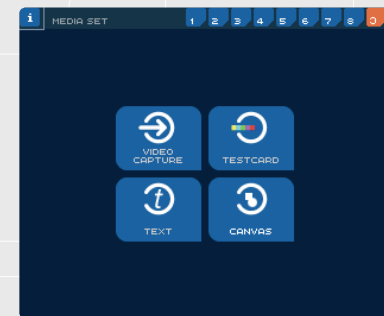 i MEDIA SET 1 2 3 4 5 6 7 8
VIDEO
CAPTURE
TESTCARD
t
TEXT
CANVAS